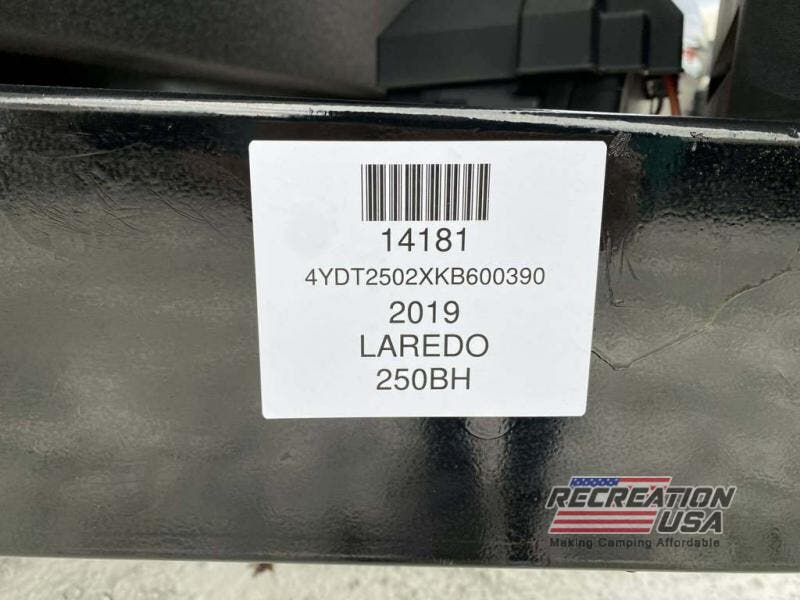 14181
4YDT2502XKB600390
2019
LAREDO
250BH
RECREATION
USA
Making Camping Affordable